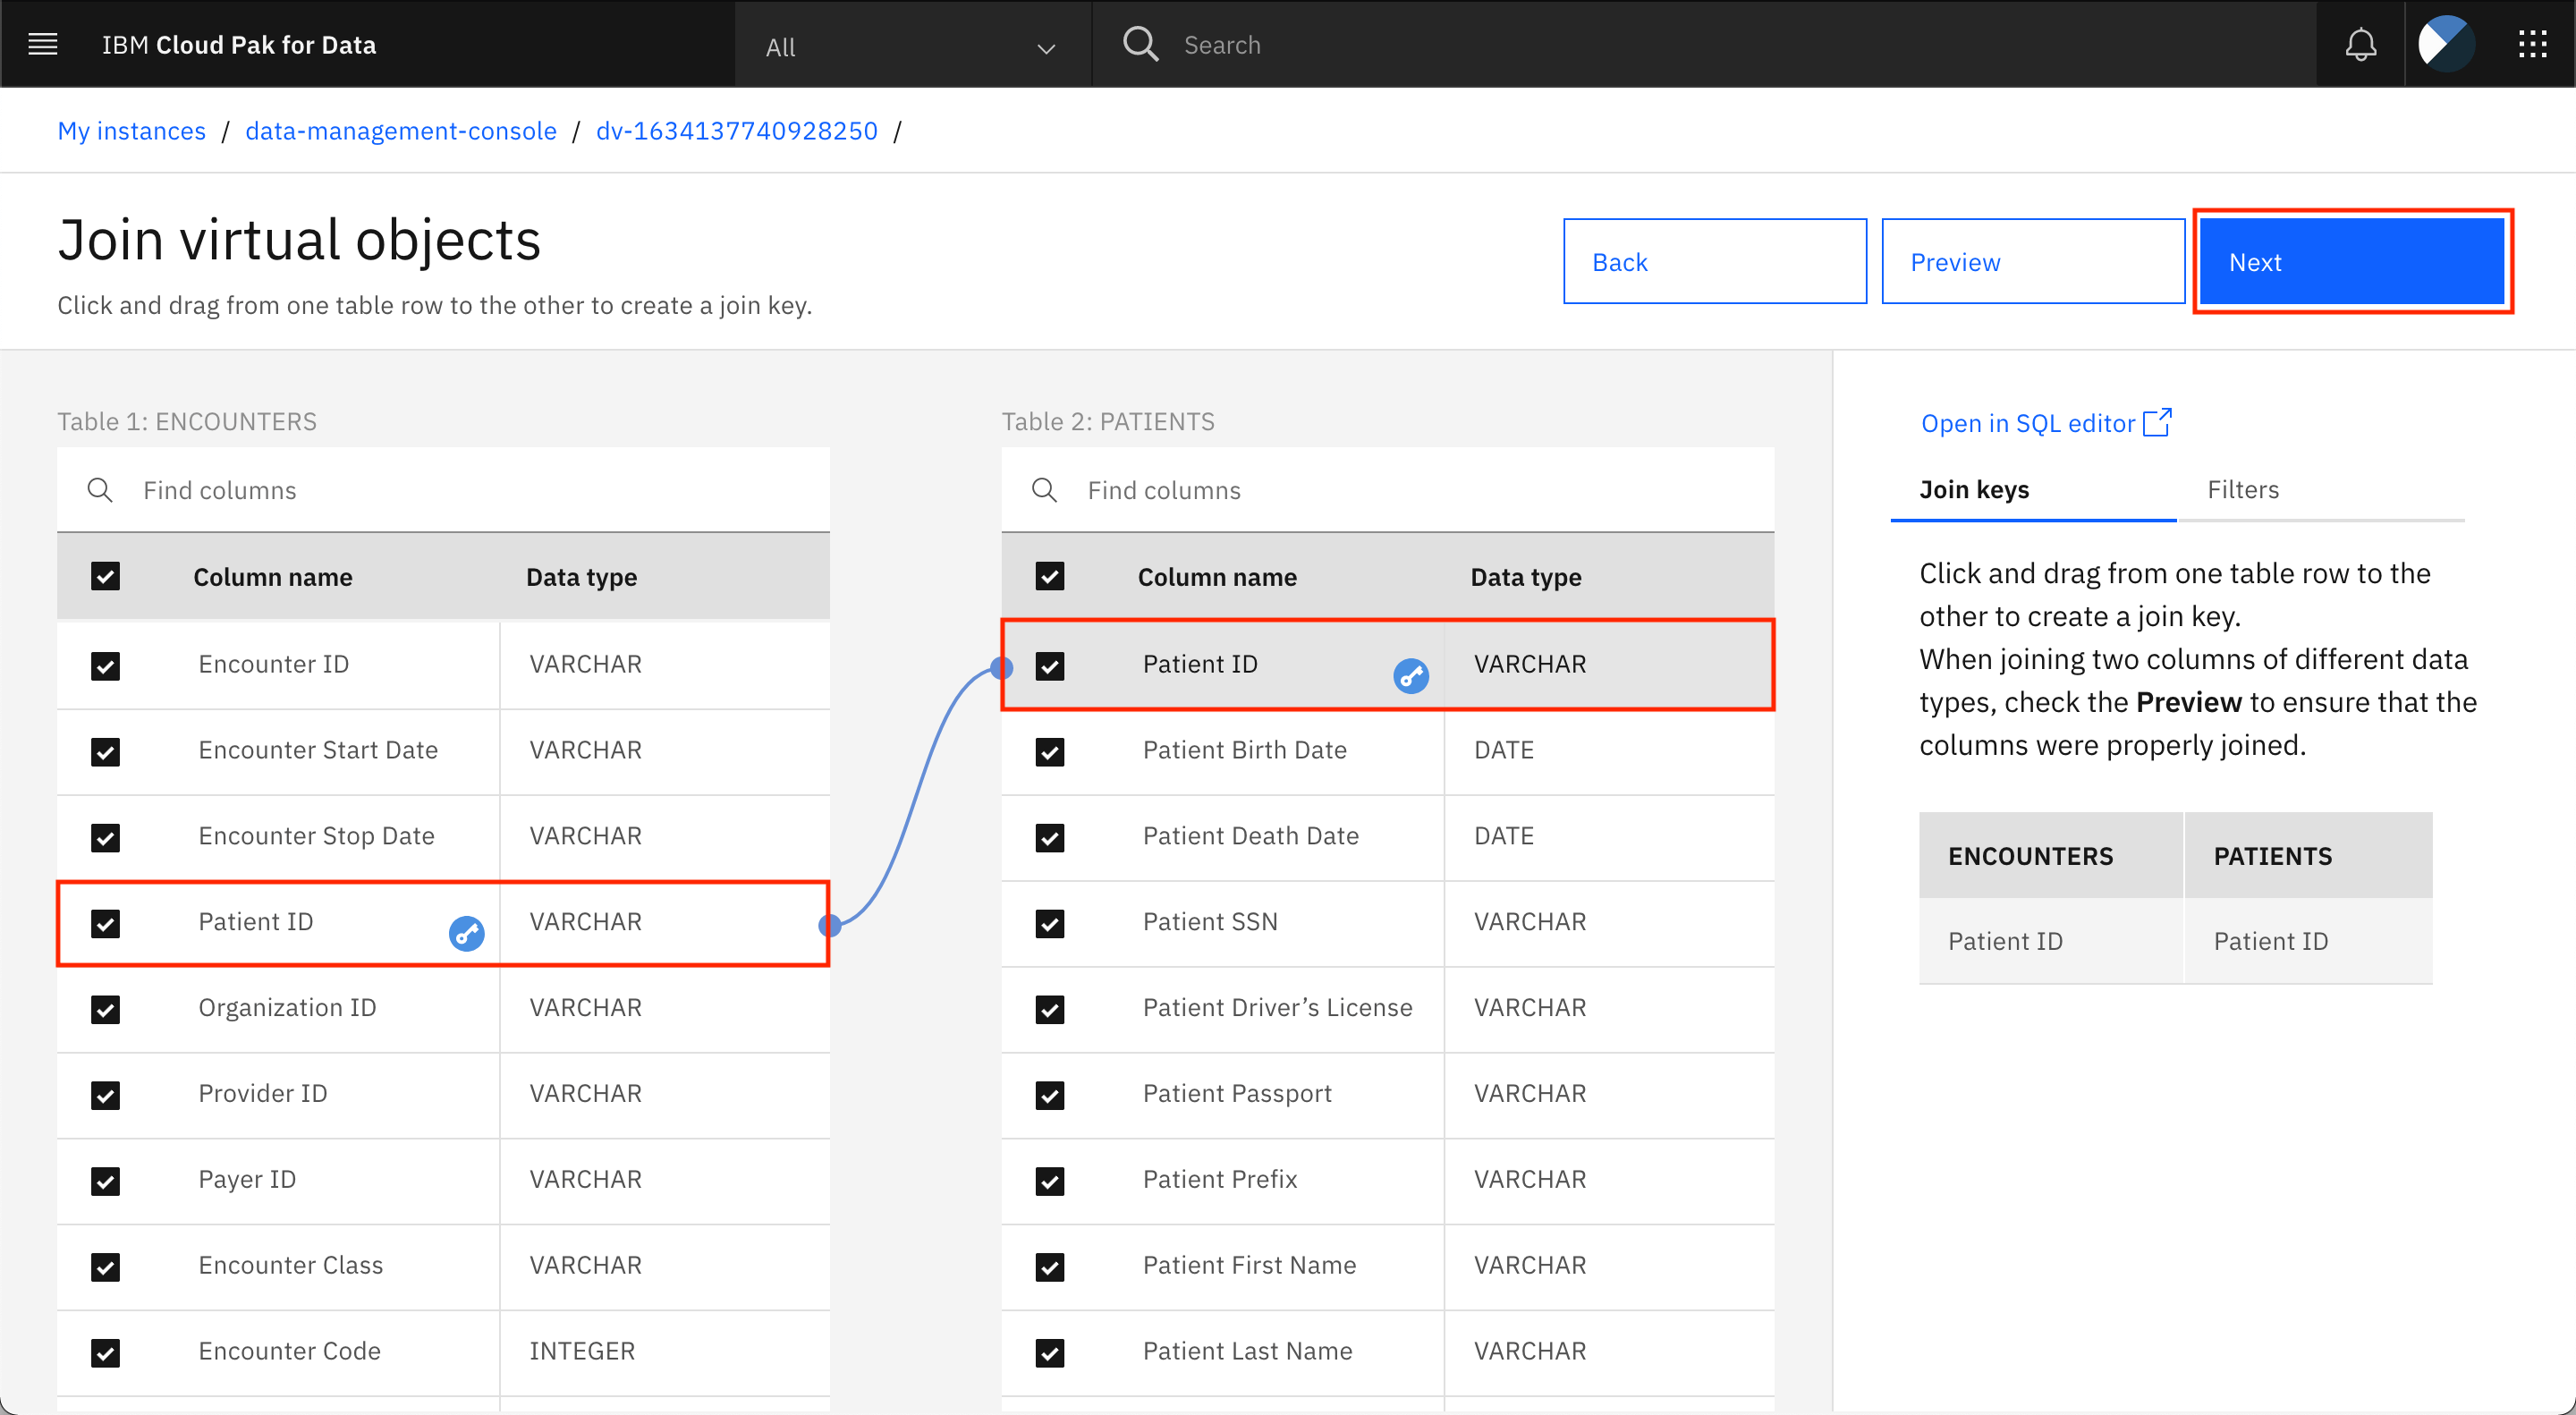 IBM Cloud Pak for Data
All
Search
My instances / data-management-console / dv-1634137740928250 /
Join virtual objects
Click and drag from one table row to the other to create a join key.
Back
Preview
Next
Table 1: ENCOUNTERS
Find columns
Column name Data type
Encounter ID VARCHAR
Encounter Start Date VARCHAR
Encounter Stop Date VARCHAR
Patient ID VARCHAR
Organization ID VARCHAR
Provider ID VARCHAR
Payer ID VARCHAR
Encounter Class VARCHAR
Encounter Code INTEGER
Table 2: PATIENTS
Find columns
Column name Data type
Patient ID VARCHAR
Patient Birth Date DATE
Patient Death Date DATE
Patient SSN VARCHAR
Patient Driver’s License VARCHAR
Patient Passport VARCHAR
Patient Prefix VARCHAR
Patient First Name VARCHAR
Patient Last Name VARCHAR
Open in SQL editor
Join keys Filters
Click and drag from one table row to the
other to create a join key.
When joining two columns of different data
types, check the Preview to ensure that the
columns were properly joined.
ENCOUNTERS PATIENTS
Patient ID Patient ID